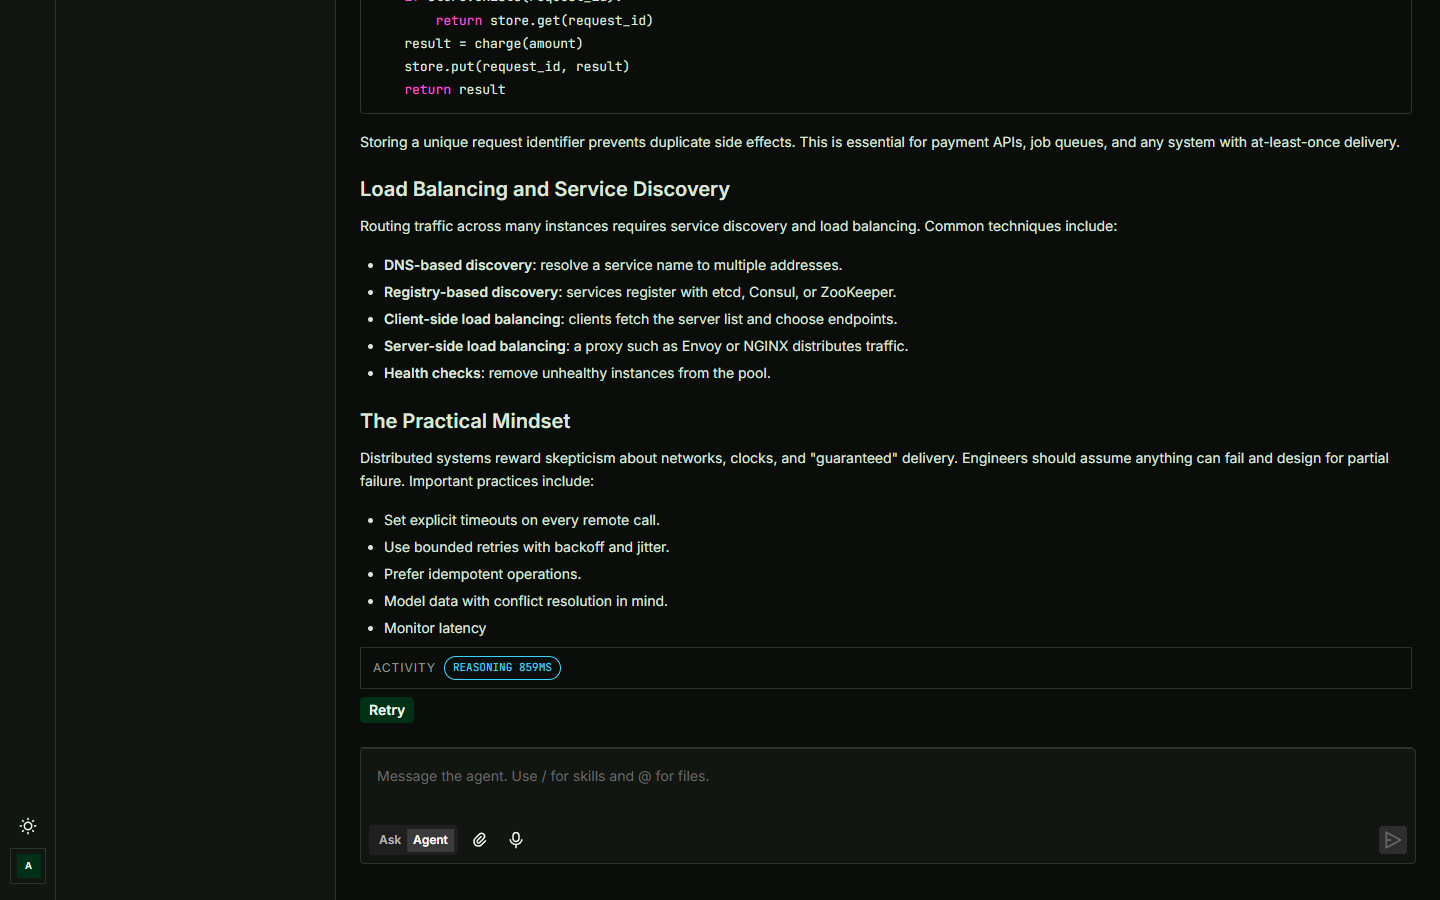 return store.get(request_id)
result = charge(amount)
store.put(request_id, result)
return result
Storing a unique request identifier prevents duplicate side effects. This is essential for payment APIs, job queues, and any system with at-least-once delivery.
Load Balancing and Service Discovery
Routing traffic across many instances requires service discovery and load balancing. Common techniques include:
• DNS-based discovery: resolve a service name to multiple addresses.
• Registry-based discovery: services register with etcd, Consul, or ZooKeeper.
• Client-side load balancing: clients fetch the server list and choose endpoints.
• Server-side load balancing: a proxy such as Envoy or NGINX distributes traffic.
• Health checks: remove unhealthy instances from the pool.
The Practical Mindset
Distributed systems reward skepticism about networks, clocks, and "guaranteed" delivery. Engineers should assume anything can fail and design for partial
failure. Important practices include:
• Set explicit timeouts on every remote call.
• Use bounded retries with backoff and jitter.
• Prefer idempotent operations.
• Model data with conflict resolution in mind.
• Monitor latency
ACTIVITY REASONING 859MS
Retry
Message the agent. Use / for skills and @ for files.
Ask Agent
A